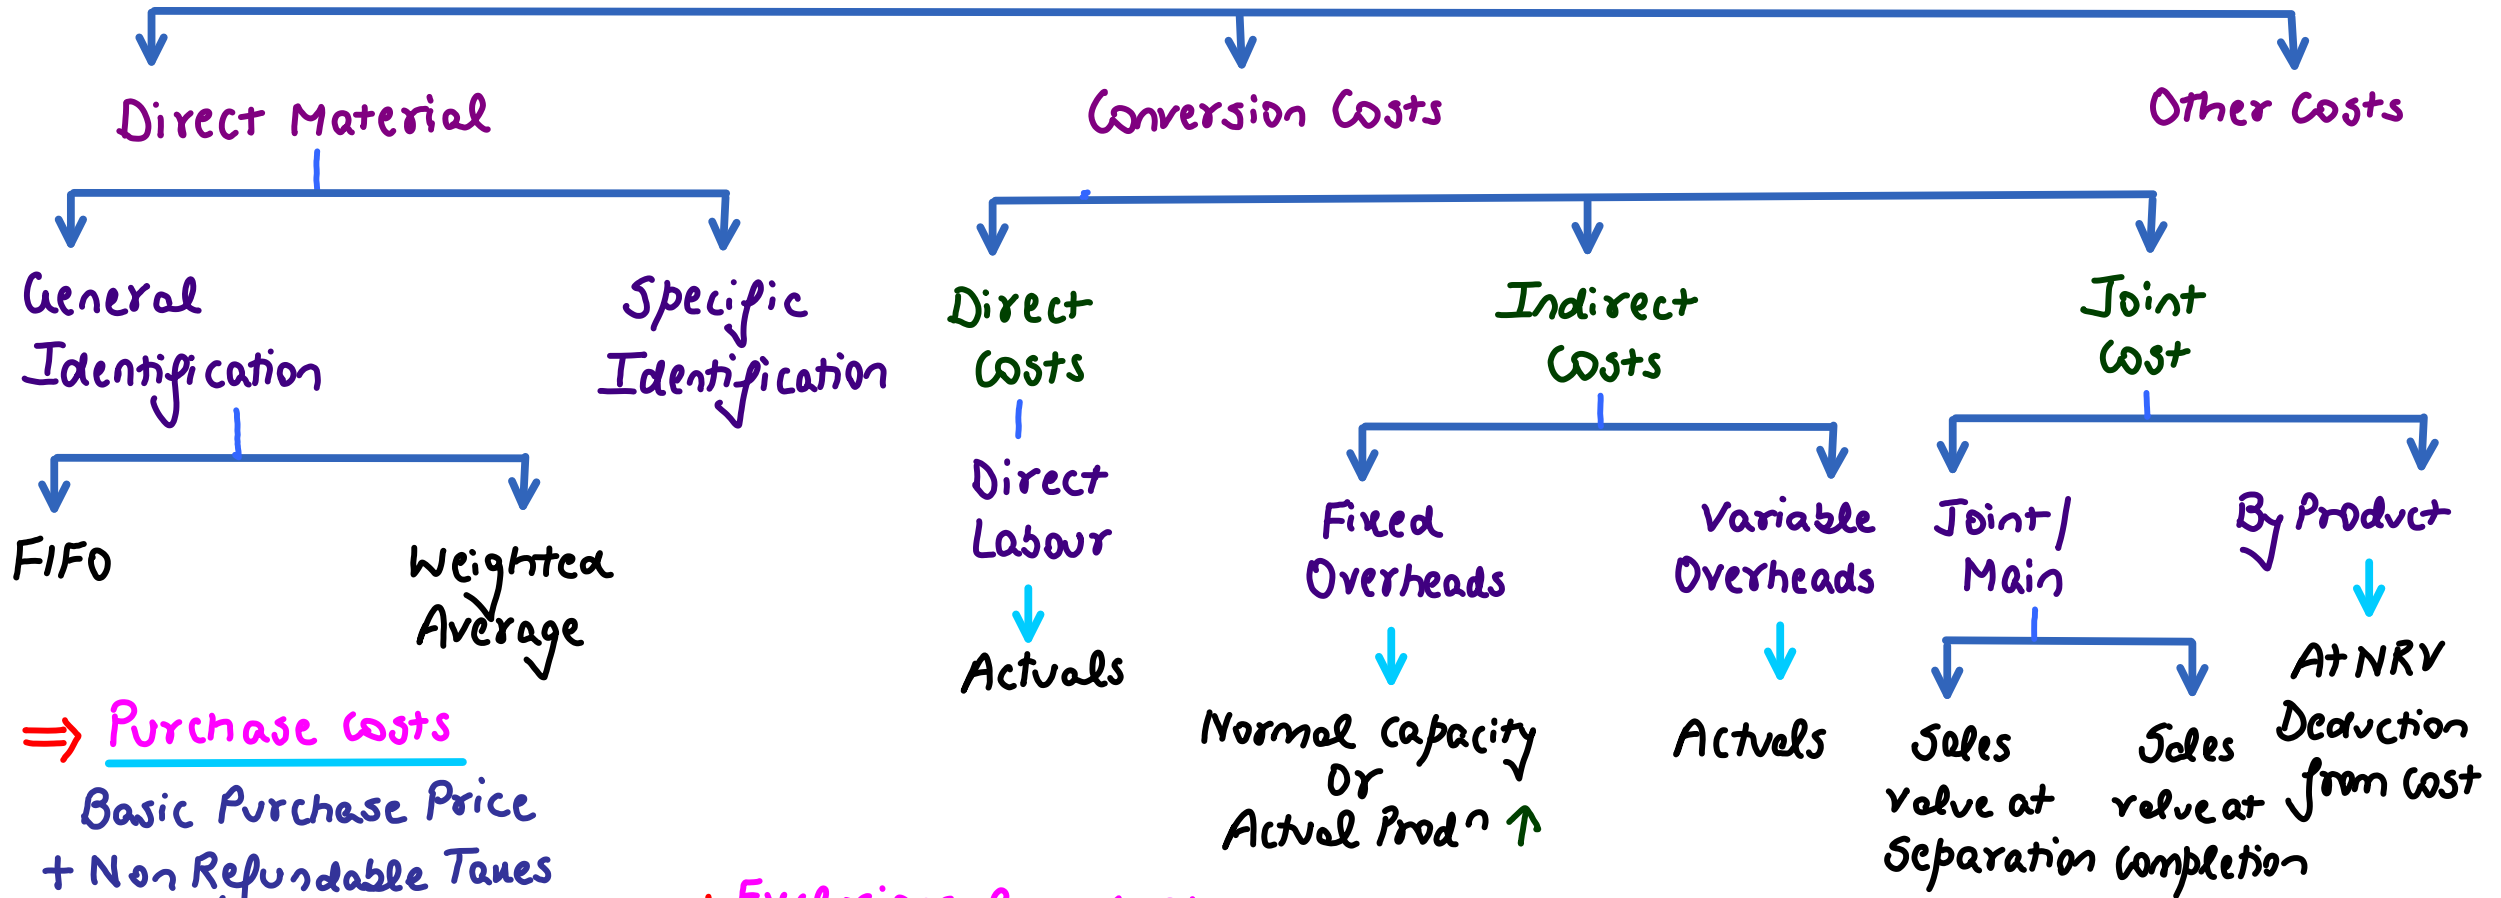 Direct Material
Conversion Costs
Other Costs
General
Identification
Specific
Identification
Direct
Costs
Indirect
Costs
Joint
Cost
FIFO
Weighted
Average
Direct
Labour
Actuals
Fixed
Overheads
Normal Capacity
or
Actual prodn ↑
Variable
Overheads
Actuals
Joint/
Main
Sales
value at
Seperation
Sales
value at
Completion
By product
At NRV
Deduction
from Cost
⇒ Purchase Costs
Basic Purchase Price
+ Non Refundable Taxes